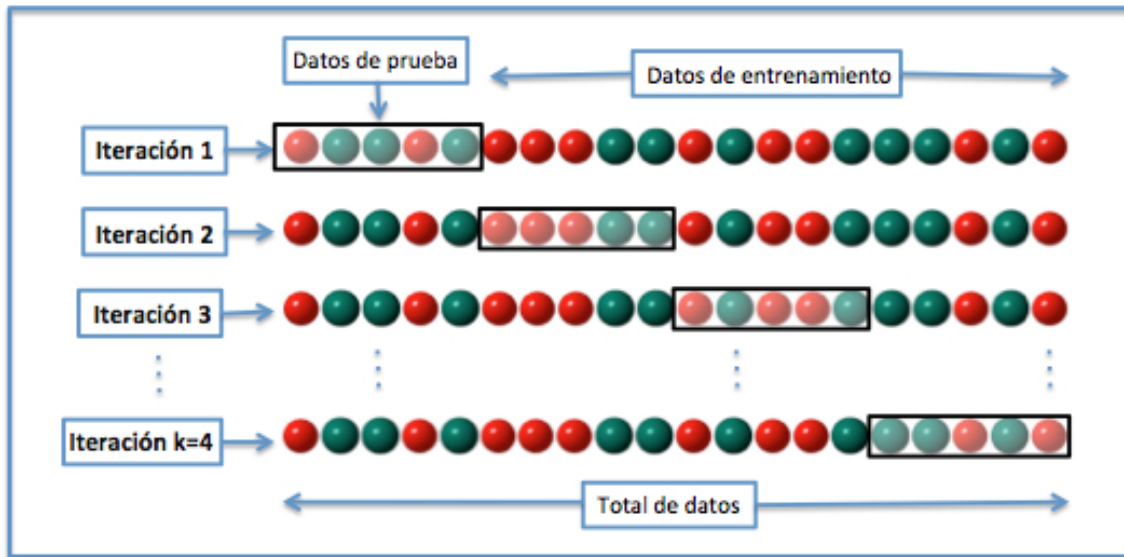 Datos de prueba
Datos de entrenamiento
Iteración 1
Iteración 2
Iteración 3
Iteración k=4
Total de datos